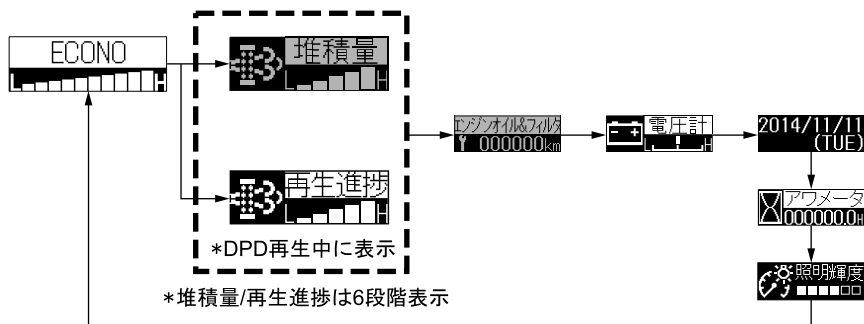 ECONO
L H
堆積量
L H
再生進捗
L H
*DPD再生中に表示
*堆積量/再生進捗は6段階表示
エンジンオイル&フィルタ
000000km
電圧計
L H
2014/11/11
(TUE)
アワメータ
000000.0H
照明輝度